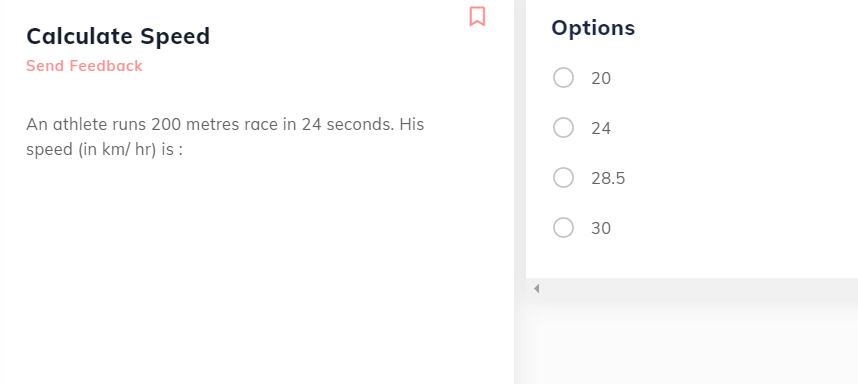 Calculate Speed
Send Feedback
An athlete runs 200 metres race in 24 seconds. His
speed (in km/ hr) is :
Options
20
24
28.5
30